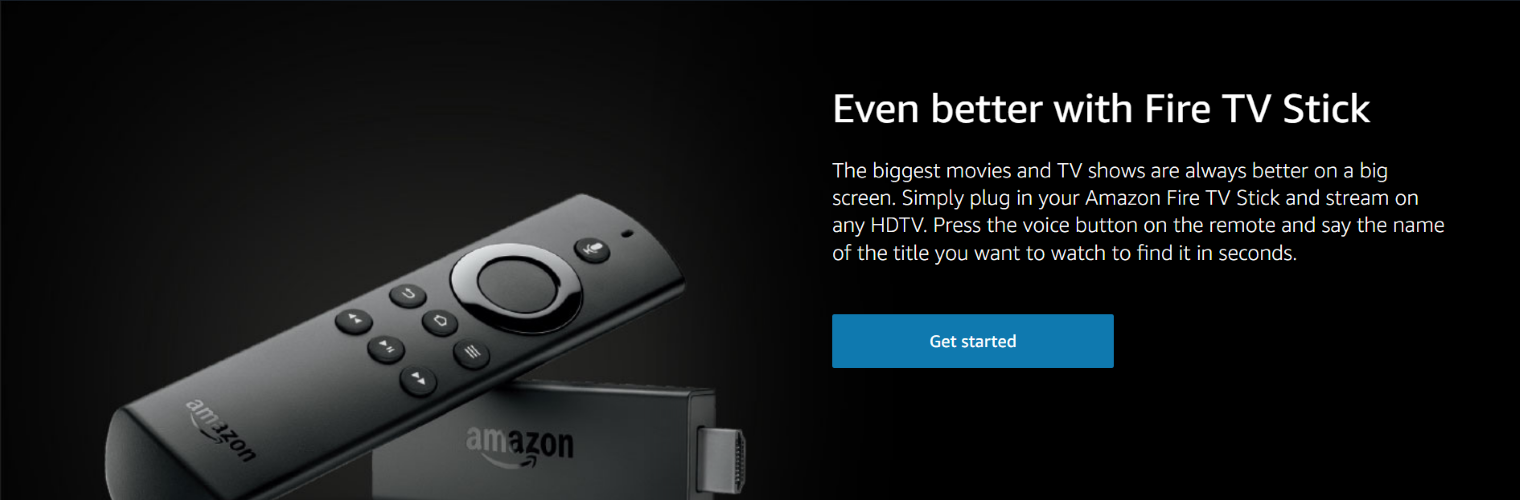 Even better with Fire TV Stick
The biggest movies and TV shows are always better on a big
screen. Simply plug in your Amazon Fire TV Stick and stream on
any HDTV. Press the voice button on the remote and say the name
of the title you want to watch to find it in seconds.
Get started
amazon
amazon